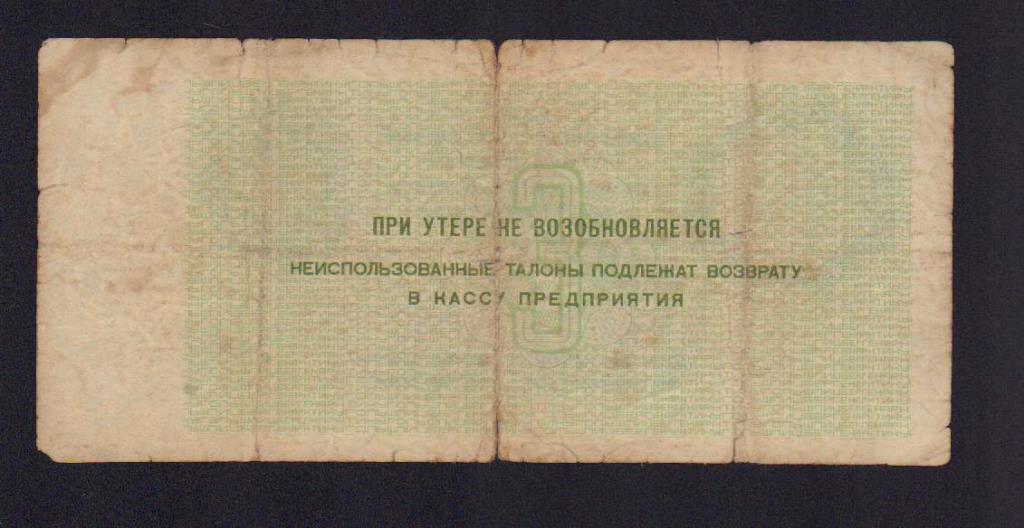 3
ПРИ УТЕРЕ НЕ ВОЗОБНОВЛЯЕТСЯ
НЕИСПОЛЬЗОВАННЫЕ ТАЛОНЫ ПОДЛЕЖАТ ВОЗВРАТУ
В КАССУ ПРЕДПРИЯТИЯ